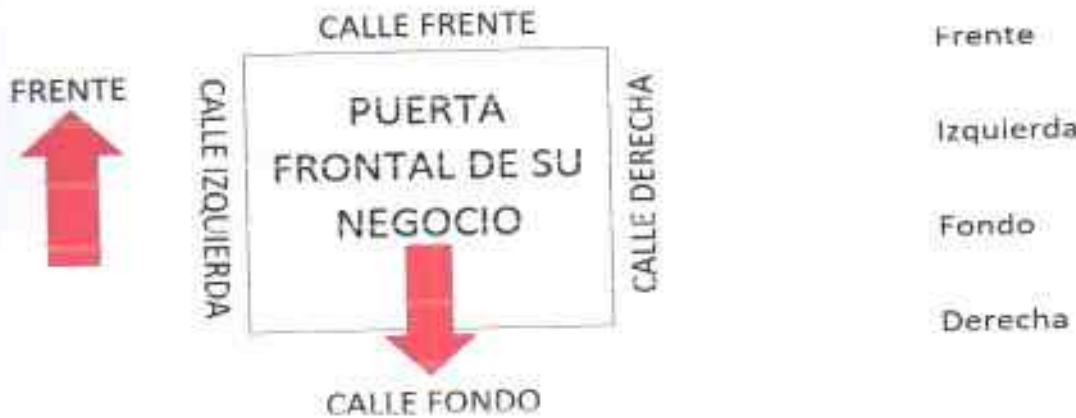 CALLE FRENTE
FRENTE
CALLE IZQUIERDA
PUERTA
FRONTAL DE SU
NEGOCIO
CALLE DERECHA
CALLE FONDO
Frente
Izquierda
Fondo
Derecha